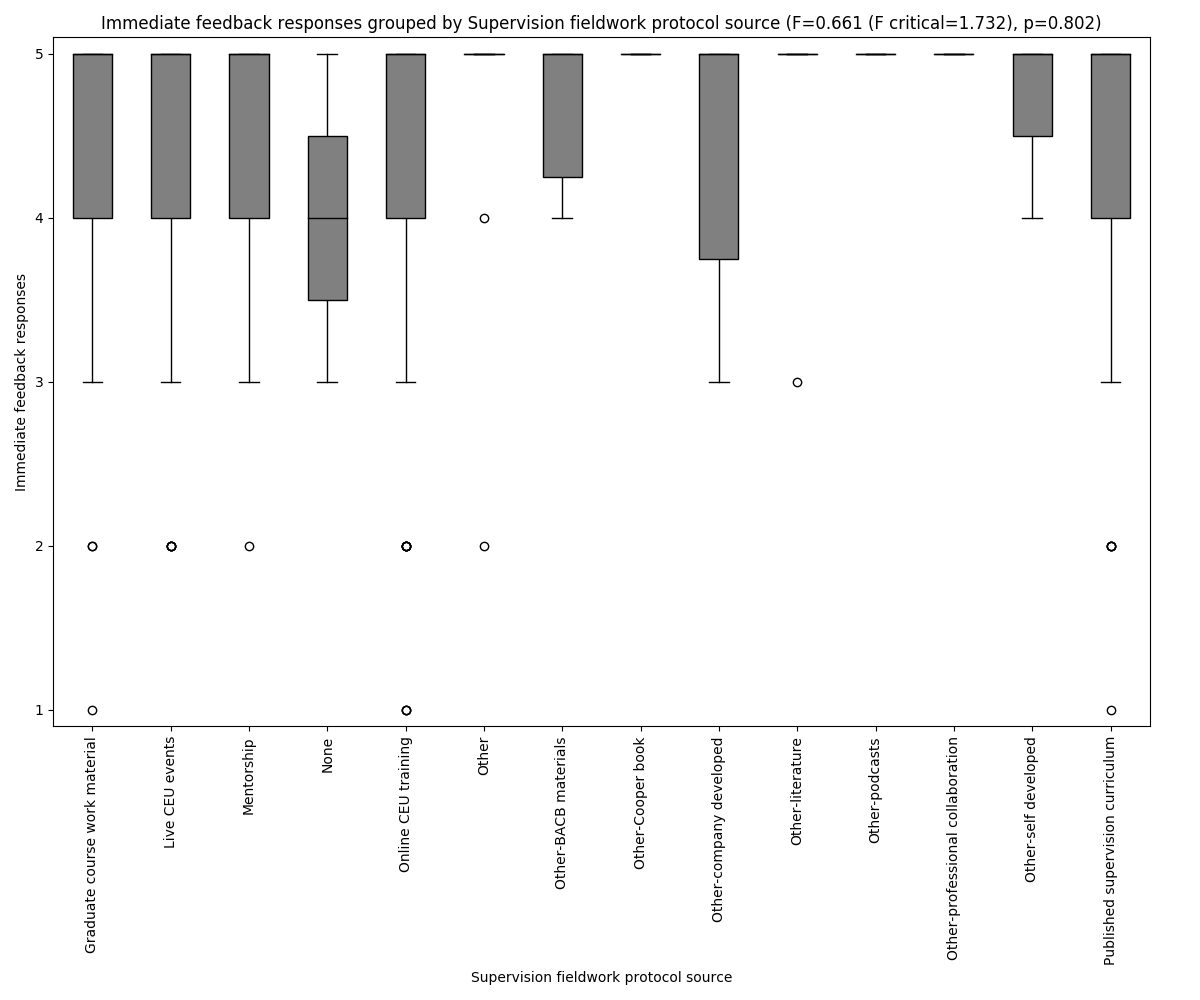 Immediate feedback responses grouped by Supervision fieldwork protocol source (F=0.661 (F critical=1.732), p=0.802)
Immediate feedback responses
5
4
3
2
1
Graduate course work material
Live CEU events
Mentorship
None
Online CEU training
Other
Other-BACB materials
Other-Cooper book
Other-company developed
Other-literature
Other-podcasts
Other-professional collaboration
Other-self developed
Published supervision curriculum
Supervision fieldwork protocol source